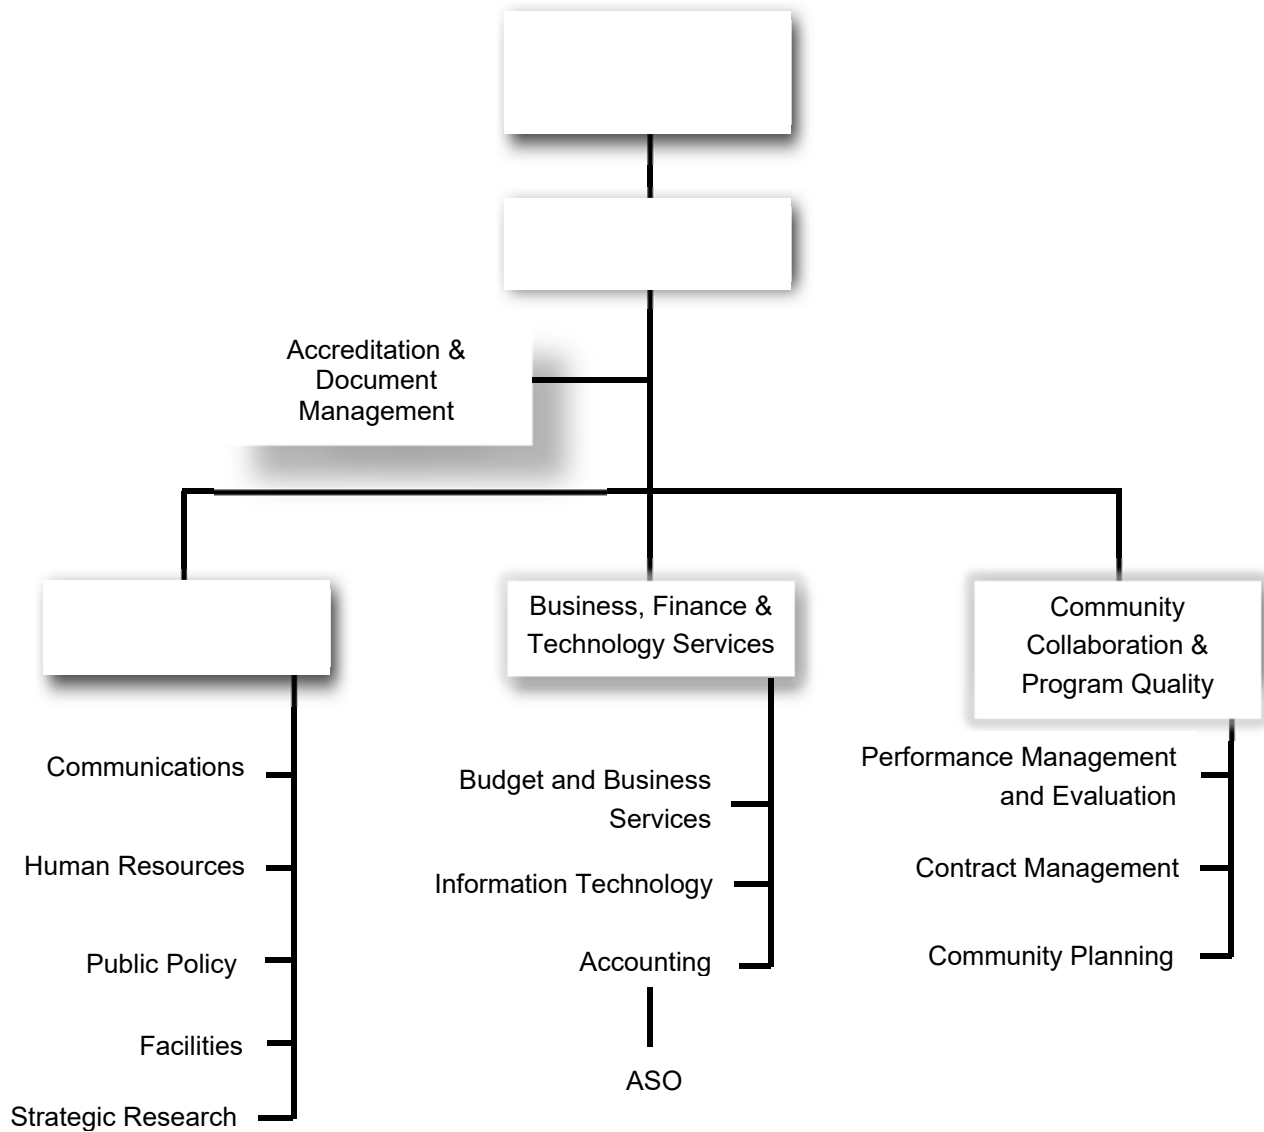 Accreditation &
Document
Management
Business, Finance &
Technology Services
Community
Collaboration &
Program Quality
Communications
Human Resources
Public Policy
Facilities
Strategic Research
Budget and Business
Services
Information Technology
Accounting
ASO
Performance Management
and Evaluation
Contract Management
Community Planning